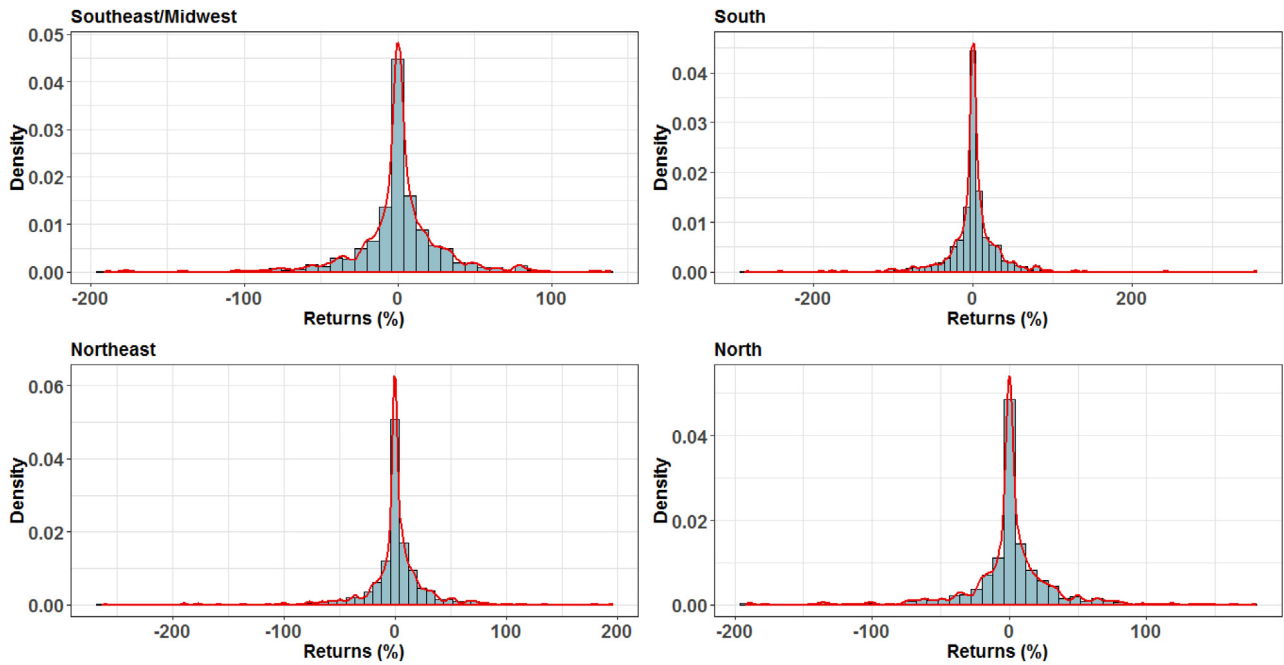 Southeast/Midwest
0.05
0.04
0.03
0.02
0.01
0.00
Density
-200 -100 0 100
Returns (%)
South
0.04
0.03
0.02
0.01
0.00
Density
-200 0 200
Returns (%)
Northeast
0.06
0.04
0.02
0.00
Density
-200 -100 0 100 200
Returns (%)
North
0.04
0.02
0.00
Density
-200 -100 0 100
Returns (%)